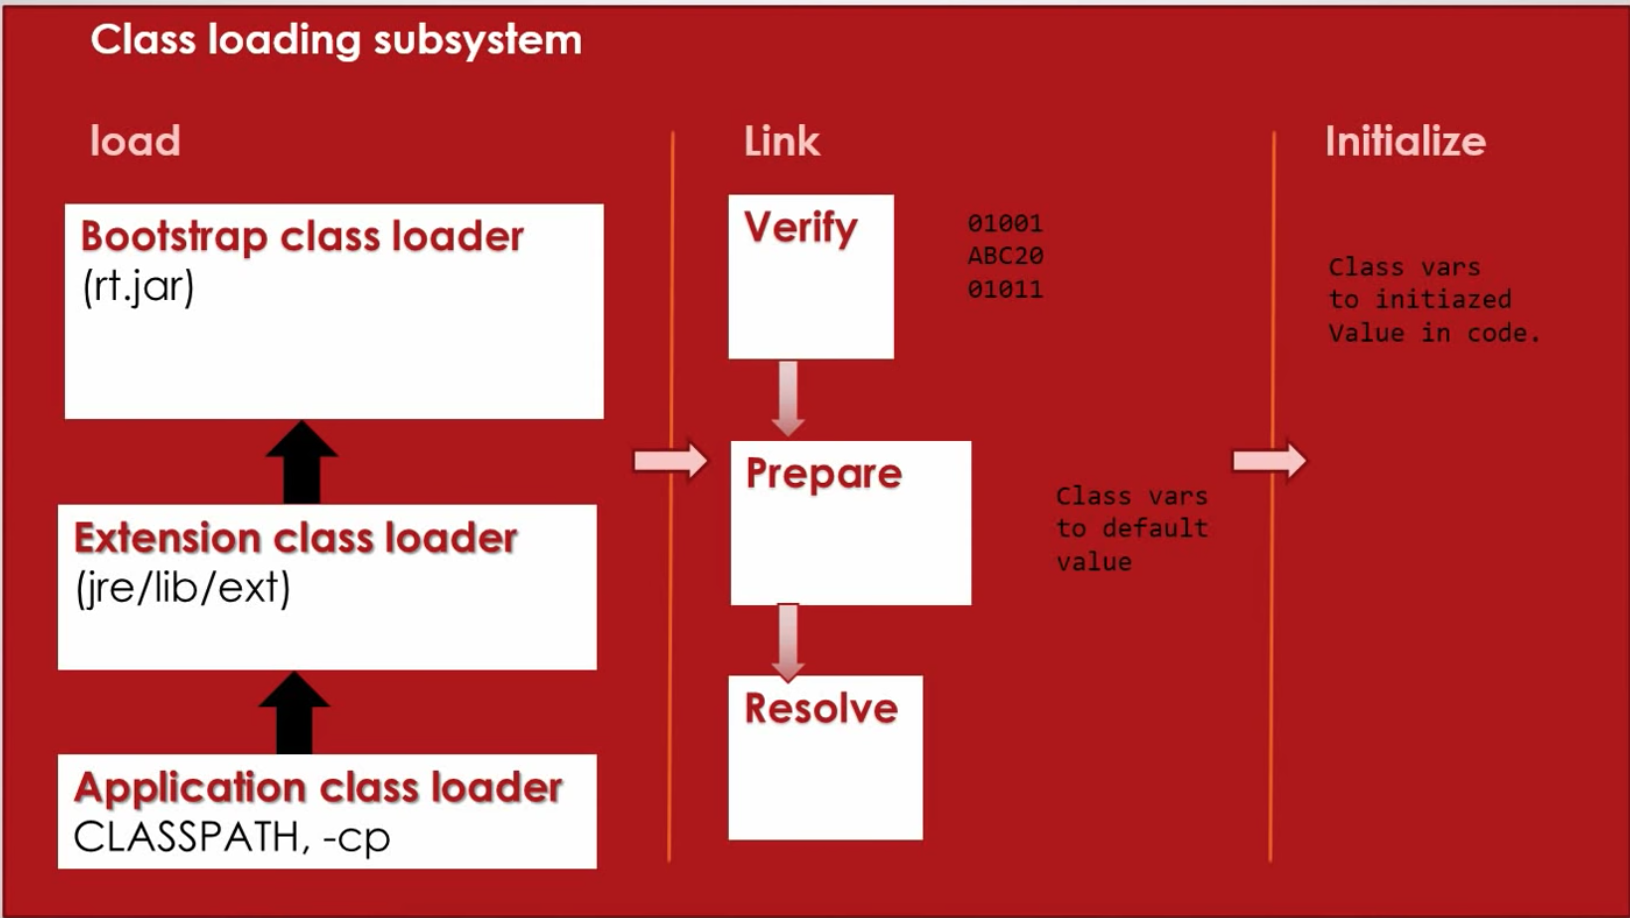 Class loading subsystem
load
Bootstrap class loader
(rt.jar)
Extension class loader
(jre/lib/ext)
Application class loader
CLASSPATH, -cp
Link
Verify
01001
ABC20
01011
Prepare
Class vars
to default
value
Resolve
Initialize
Class vars
to initiazed
Value in code.